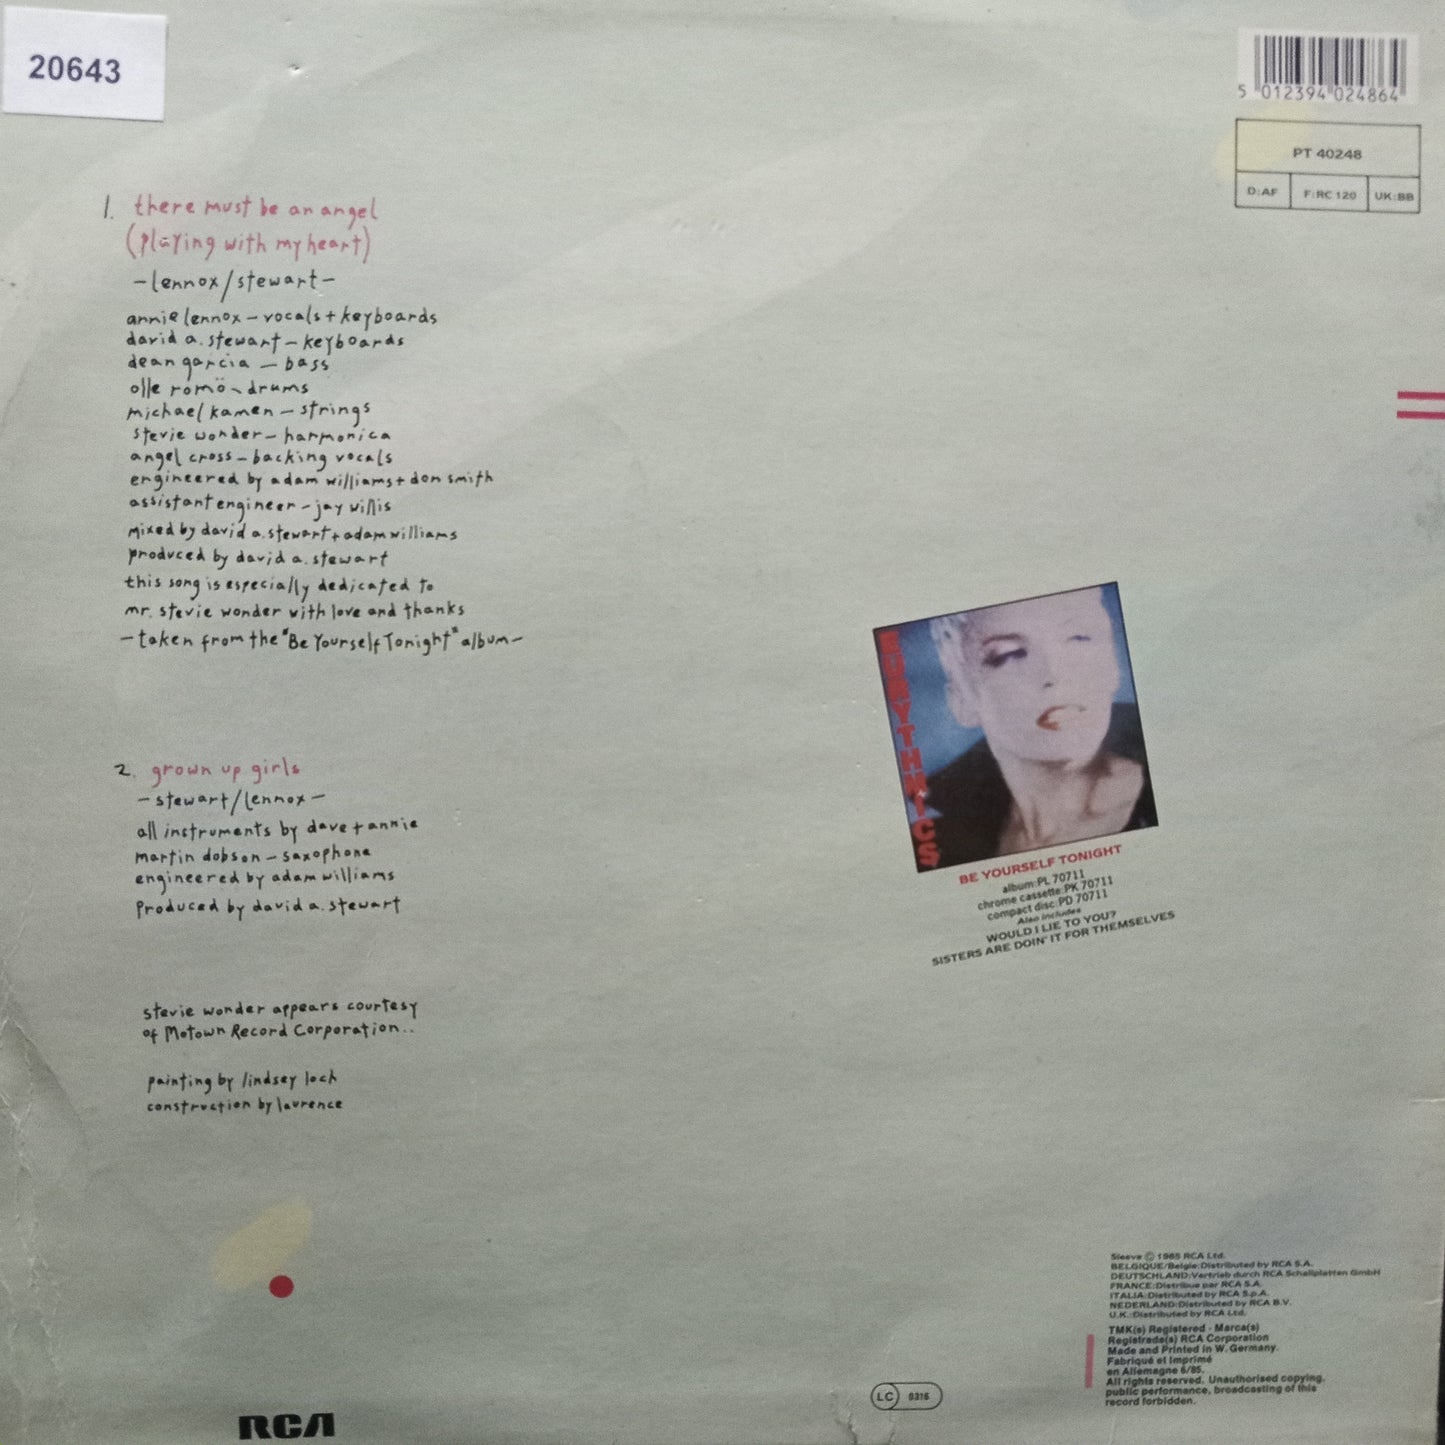 20643
5 012394 024864
PT 40248
D:AF
F:RC 120
UK:BB
1. there must be an angel
(playing with my heart)
-lennox/stewart-
annie lennox - vocals + keyboards
david a. stewart - keyboards
dean garcia - bass
olle römö - drums
michael kamen - strings
stevie wonder - harmonica
angel cross - backing vocals
engineered by adam williams + don smith
assistant engineer - jay willis
mixed by david a. stewart + adam williams
produced by david a. stewart
this song is especially dedicated to
mr. stevie wonder with love and thanks
-taken from the "Be Yourself Tonight" album-
2. grown up girls
-stewart/lennox-
all instruments by dave + annie
martin dobson - saxophone
engineered by adam williams
produced by david a. stewart
stevie wonder appears courtesy
of Motown Record Corporation..
painting by lindsey loch
construction by laurence
EURYTHMICS
BE YOURSELF TONIGHT
album:PL 70711
chrome cassette:PK 70711
compact disc:PD 70711
Also includes
WOULD I LIE TO YOU?
SISTERS ARE DOIN' IT FOR THEMSELVES
RCA
LC 0316
Sleeve © 1985 RCA Ltd.
BELGIQUE/Belgie:Distributed by RCA S.A.
DEUTSCHLAND:Vertrieb durch RCA Schallplatten GmbH
FRANCE:Distribue par RCA S.A.
ITALIA:Distributed by RCA S.p.A.
NEDERLAND:Distributed by RCA B.V.
U.K.:Distributed by RCA Ltd.
TMK(s) Registered - Marca(s)
Registrada(s) RCA Corporation
Made and Printed in W. Germany.
Fabriqué et Imprimé
en Allemagne 6/85.
All rights reserved. Unauthorised copying,
public performance, broadcasting of this
record forbidden.